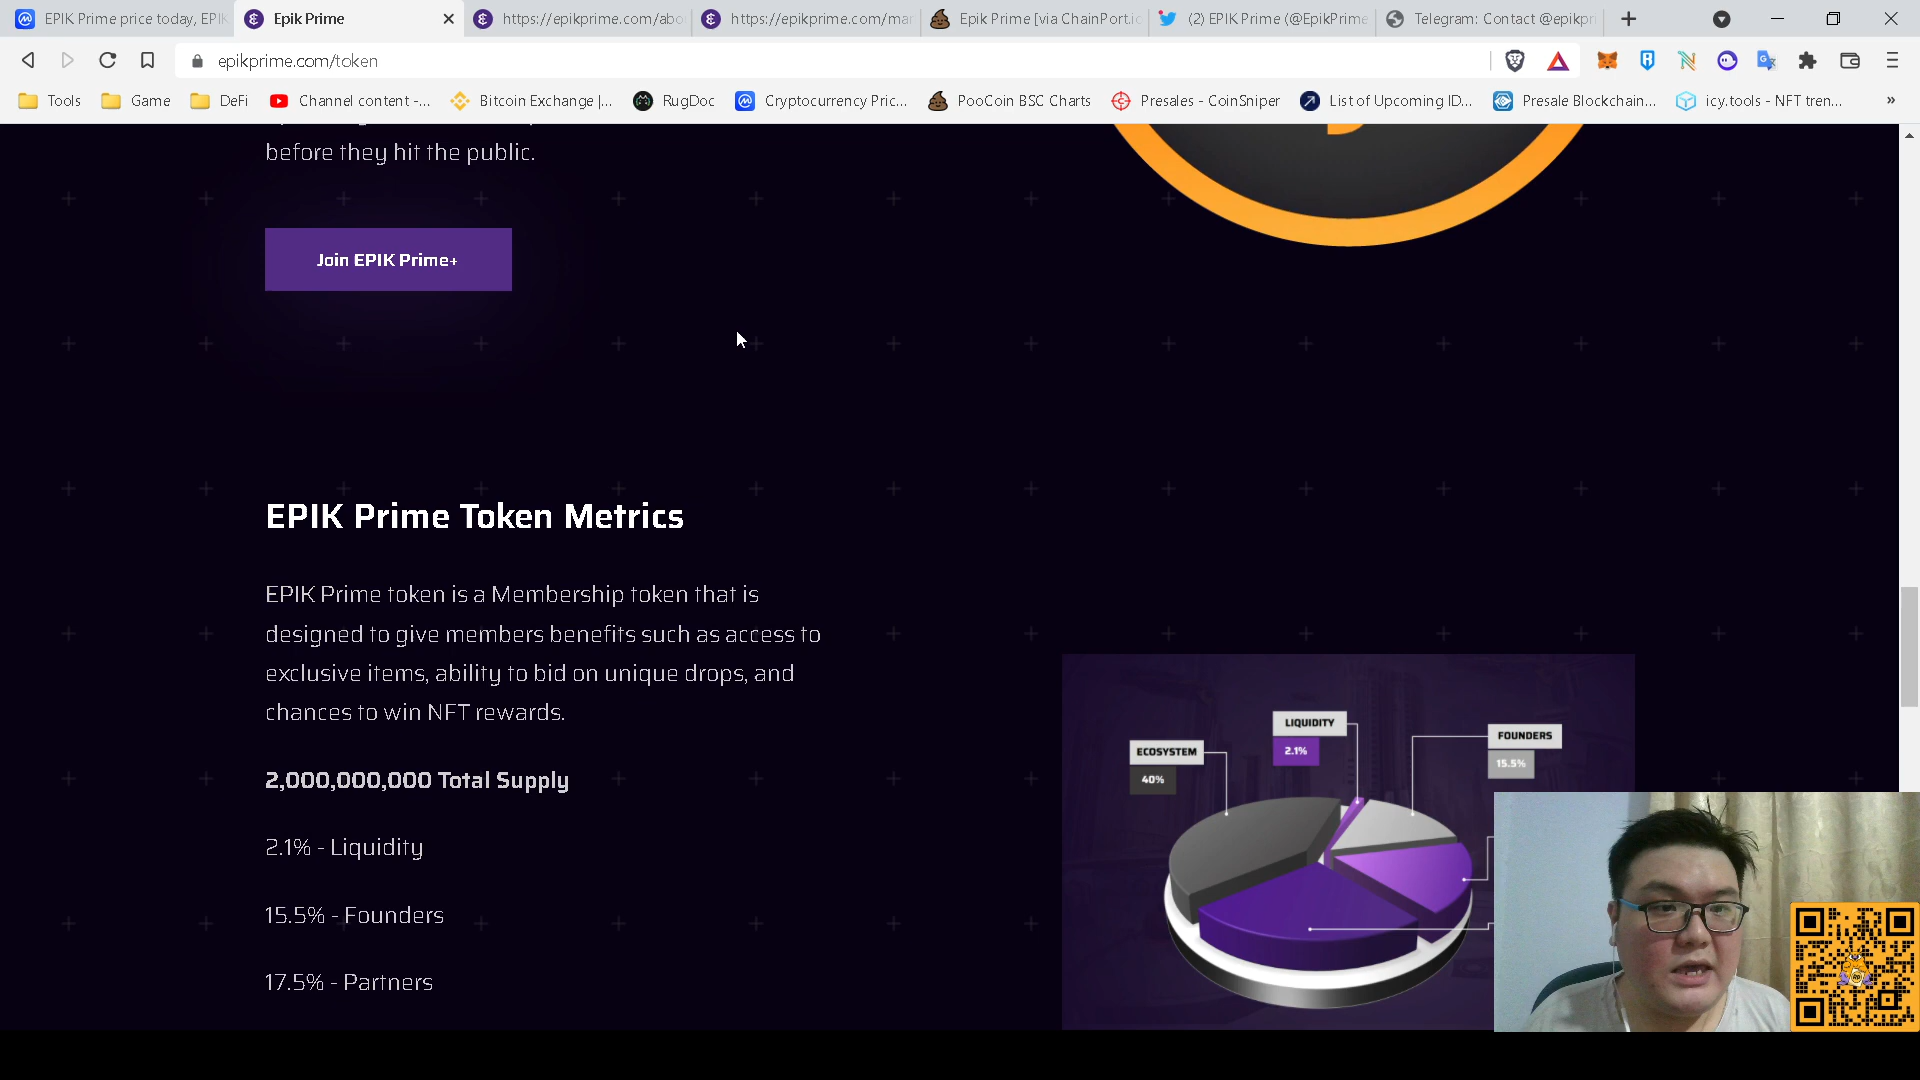 EPIK Prime price today, EPIK
Epik Prime
https://epikprime.com/abo
https://epikprime.com/mar
Epik Prime [via ChainPort.io
(2) EPIK Prime (@EpikPrime
Telegram: Contact @epikpri
epikprime.com/token
Tools
Game
DeFi
Channel content -...
Bitcoin Exchange |...
RugDoc
Cryptocurrency Pric...
PooCoin BSC Charts
Presales - CoinSniper
List of Upcoming ID...
Presale Blockchain...
icy.tools - NFT tren...
»
before they hit the public.
Join EPIK Prime+
EPIK Prime Token Metrics
EPIK Prime token is a Membership token that is
designed to give members benefits such as access to
exclusive items, ability to bid on unique drops, and
chances to win NFT rewards.
2,000,000,000 Total Supply
2.1% - Liquidity
15.5% - Founders
17.5% - Partners
LIQUIDITY
2.1%
FOUNDERS
15.5%
ECOSYSTEM
40%